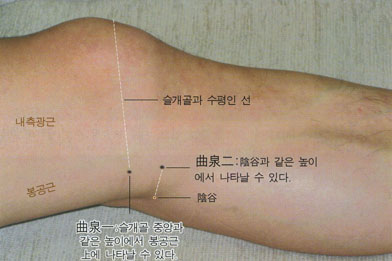 슬개골과 수평인 선
내측광근
曲泉二:陰谷과 같은 높이
에서 나타날 수 있다.
봉공근
陰谷
曲泉一:슬개골 중앙과
같은 높이에서 봉공근
上에 나타날 수 있다.